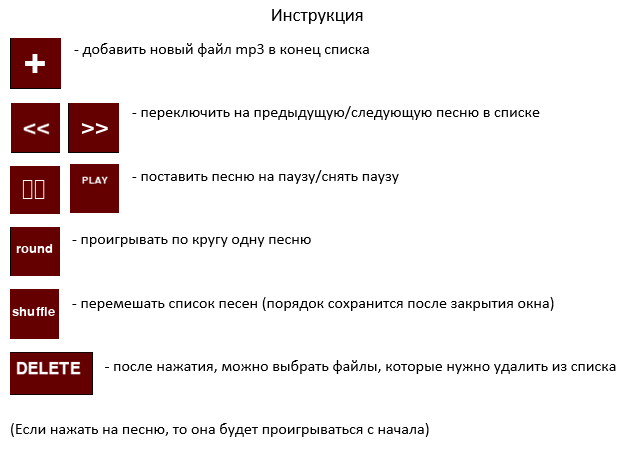 Инструкция
+ - добавить новый файл mp3 в конец списка
<< >> - переключить на предыдущую/следующую песню в списке
▯▯ PLAY - поставить песню на паузу/снять паузу
round - проигрывать по кругу одну песню
shuffle - перемешать список песен (порядок сохранится после закрытия окна)
DELETE - после нажатия, можно выбрать файлы, которые нужно удалить из списка
(Если нажать на песню, то она будет проигрываться с начала)